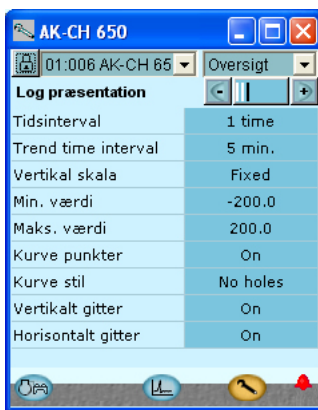 AK-CH 650
01:006 AK-CH 65 Oversigt
Log præsentation
Tidsinterval 1 time
Trend time interval 5 min.
Vertikal skala Fixed
Min. værdi -200.0
Maks. værdi 200.0
Kurve punkter On
Kurve stil No holes
Vertikalt gitter On
Horisontalt gitter On